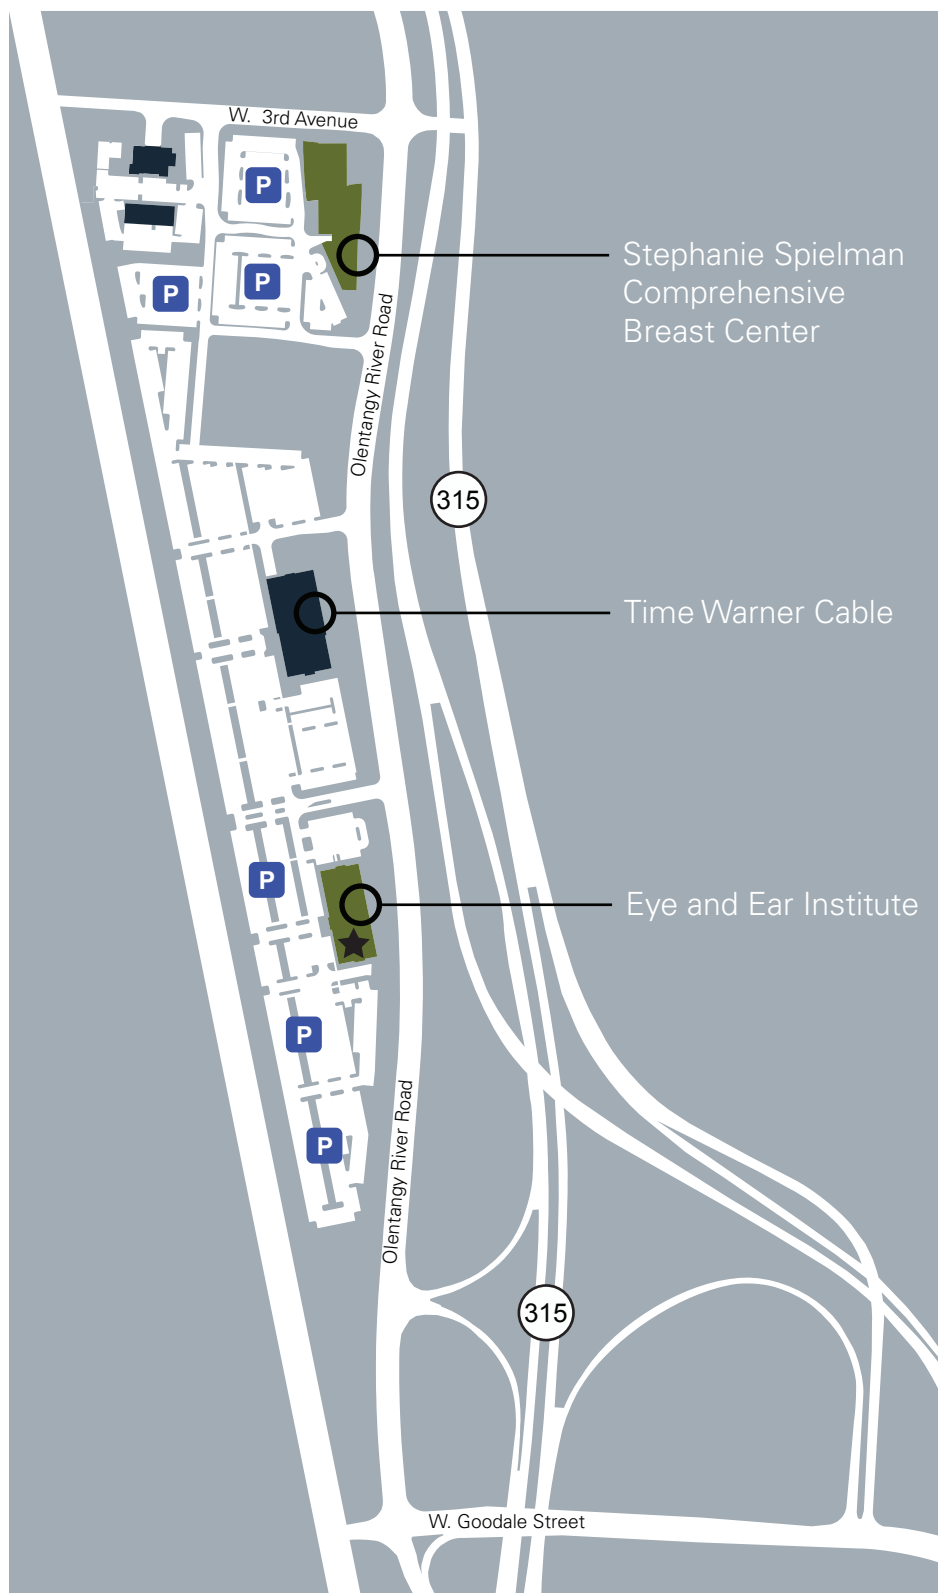 W. 3rd Avenue
P
Stephanie Spielman
Comprehensive
Breast Center
P
P
Olentangy River Road
315
Time Warner Cable
P
Eye and Ear Institute
P
P
Olentangy River Road
315
W. Goodale Street